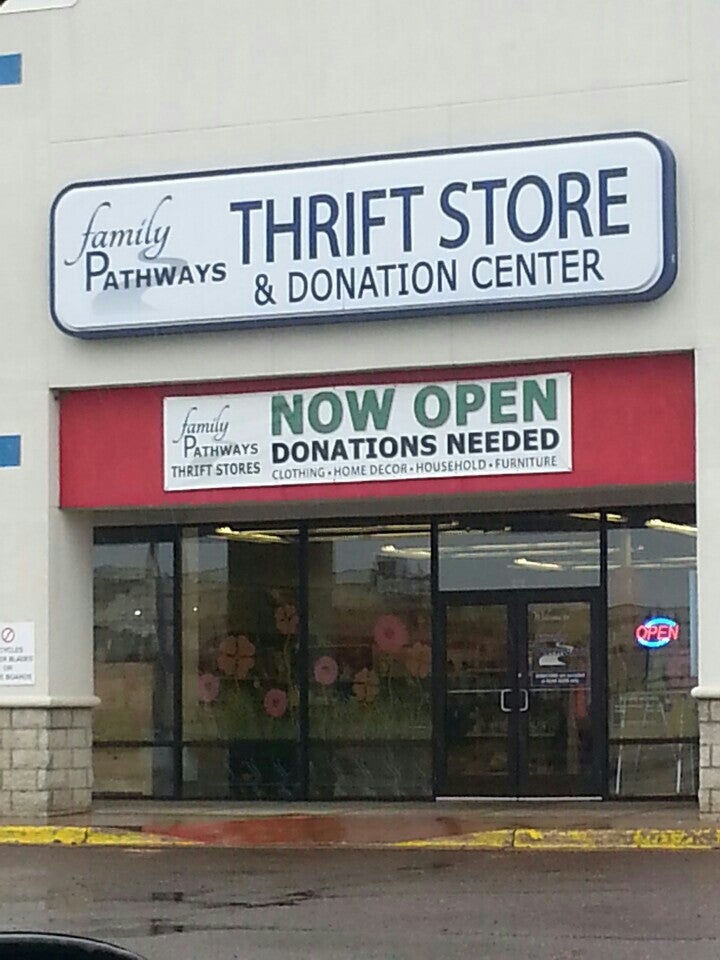 family
PATHWAYS
THRIFT STORE
& DONATION CENTER
family
PATHWAYS
THRIFT STORES
NOW OPEN
DONATIONS NEEDED
CLOTHING • HOME DECOR • HOUSEHOLD • FURNITURE
OPEN
OR